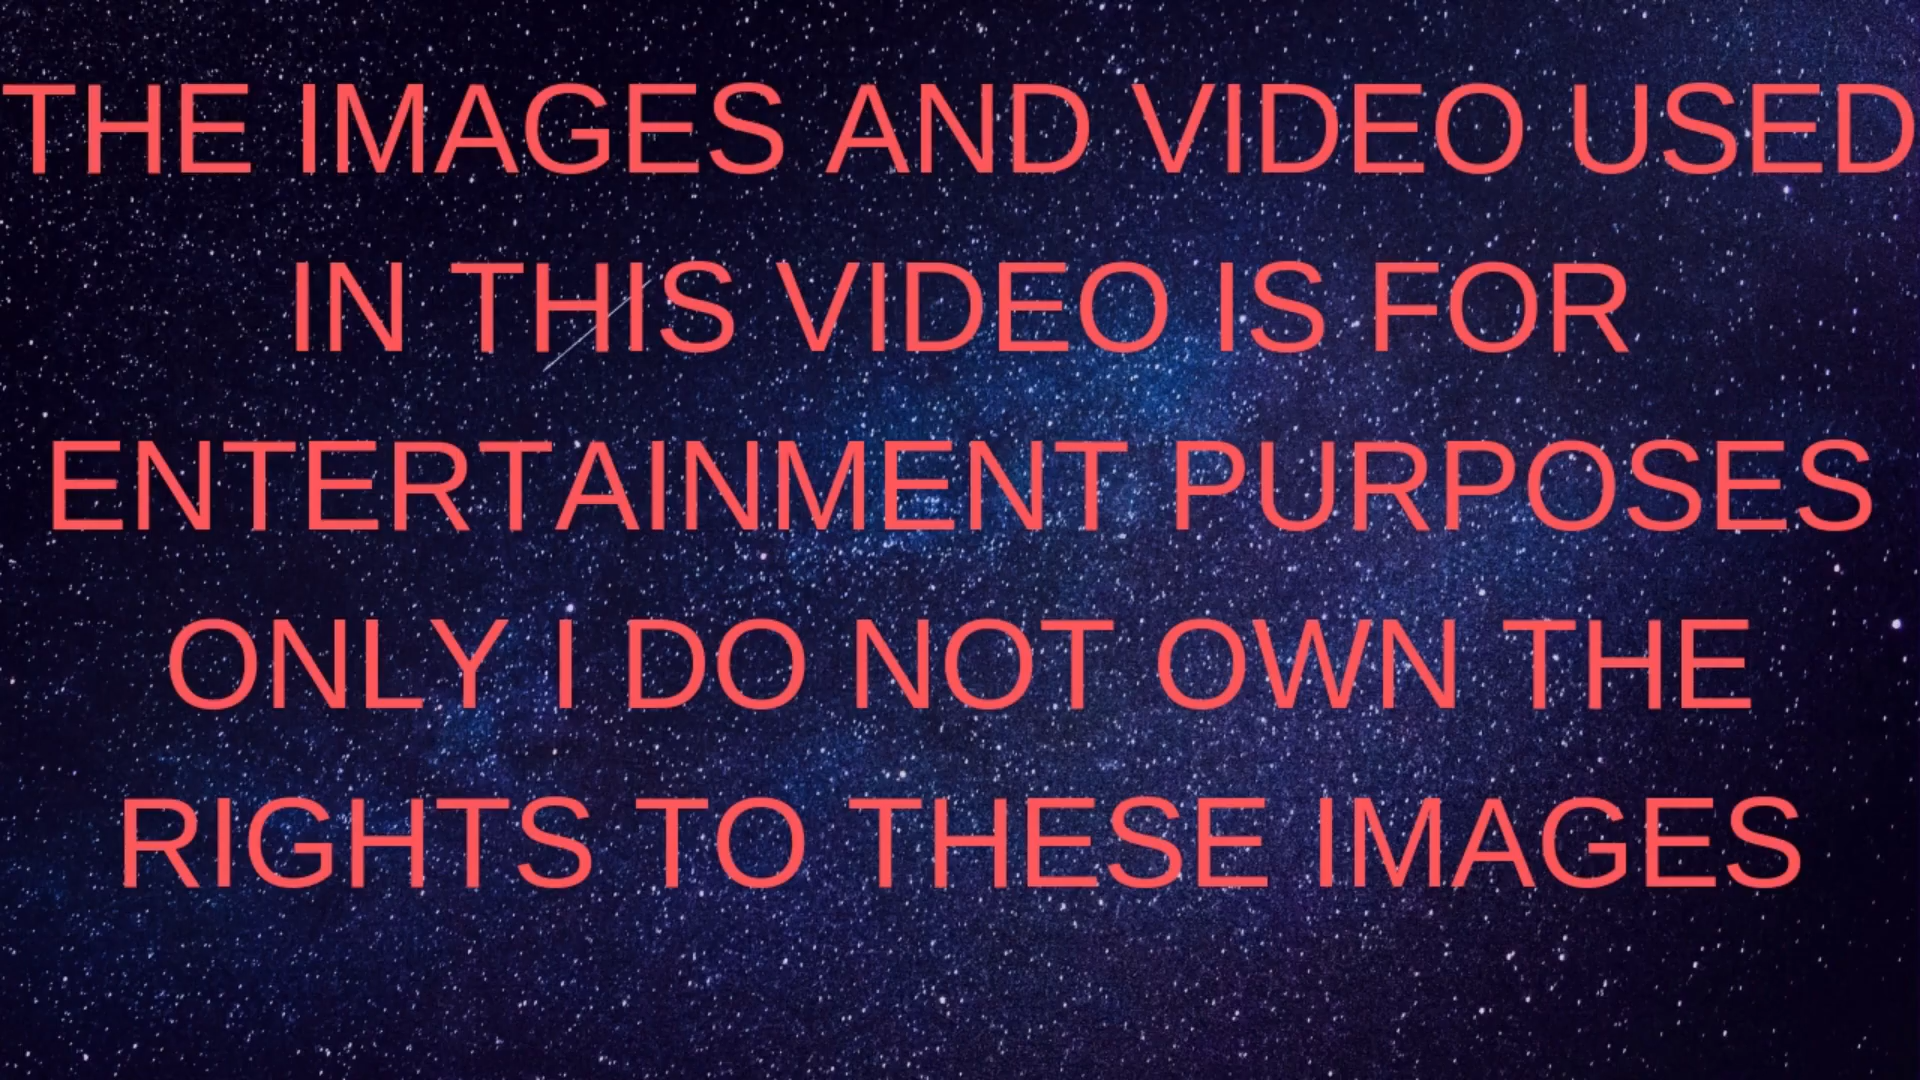 THE IMAGES AND VIDEO USED
IN THIS VIDEO IS FOR
ENTERTAINMENT PURPOSES
ONLY I DO NOT OWN THE
RIGHTS TO THESE IMAGES